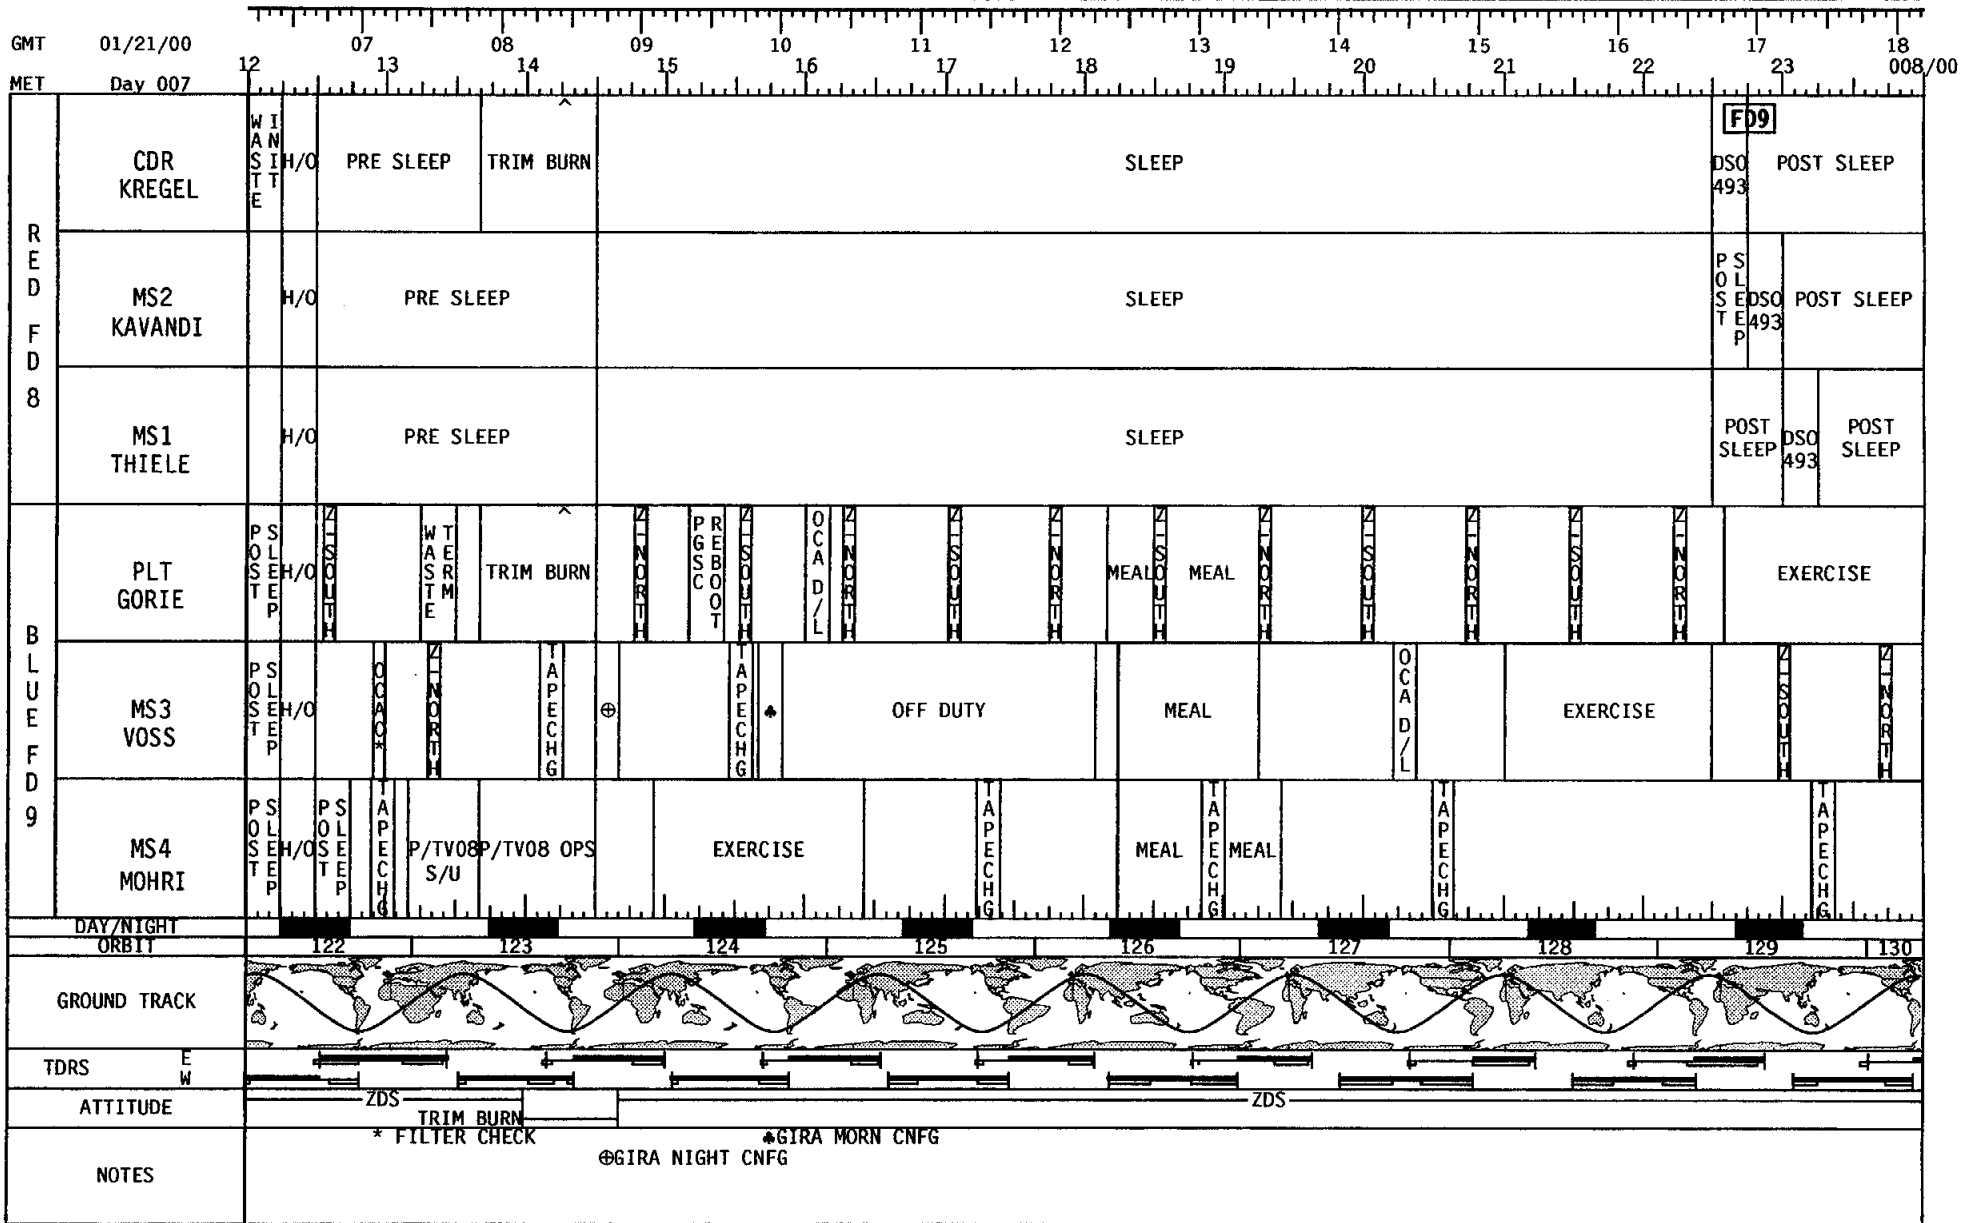 GMT 01/21/00 07 08 09 10 11 12 13 14 15 16 17 18
MET Day 007 12 13 14 15 16 17 18 19 20 21 22 23 008/00
RED FD 8
CDR KREGEL
WASTE INIT
H/O
PRE SLEEP
TRIM BURN
^
SLEEP
FD9
DSO 493
POST SLEEP
MS2 KAVANDI
H/O
PRE SLEEP
SLEEP
POST SLEEP
DSO 493
POST SLEEP
MS1 THIELE
H/O
PRE SLEEP
SLEEP
POST SLEEP
DSO 493
POST SLEEP
BLUE FD 9
PLT GORIE
POST SLEEP
H/O
Z-SOUTH
WASTE TERM
TRIM BURN
^
Z-NORTH
PGSC REBOOT
Z-SOUTH
OCA D/L
Z-NORTH
Z-SOUTH
Z-NORTH
MEAL
Z-SOUTH
MEAL
Z-NORTH
Z-SOUTH
Z-NORTH
Z-SOUTH
Z-NORTH
EXERCISE
MS3 VOSS
POST SLEEP
H/O
OCAO*
Z-NORTH
TAPECHG
⊕
TAPECHG
♣
OFF DUTY
MEAL
OCA D/L
EXERCISE
Z-SOUTH
Z-NORTH
MS4 MOHRI
POST SLEEP
H/O
POST SLEEP
TAPECHG
P/TV08 S/U
P/TV08 OPS
EXERCISE
TAPECHG
MEAL
TAPECHG
MEAL
TAPECHG
TAPECHG
DAY/NIGHT
ORBIT 122 123 124 125 126 127 128 129 130
GROUND TRACK
TDRS E
W
ATTITUDE ZDS ZDS
TRIM BURN
* FILTER CHECK ♣GIRA MORN CNFG
⊕GIRA NIGHT CNFG
NOTES